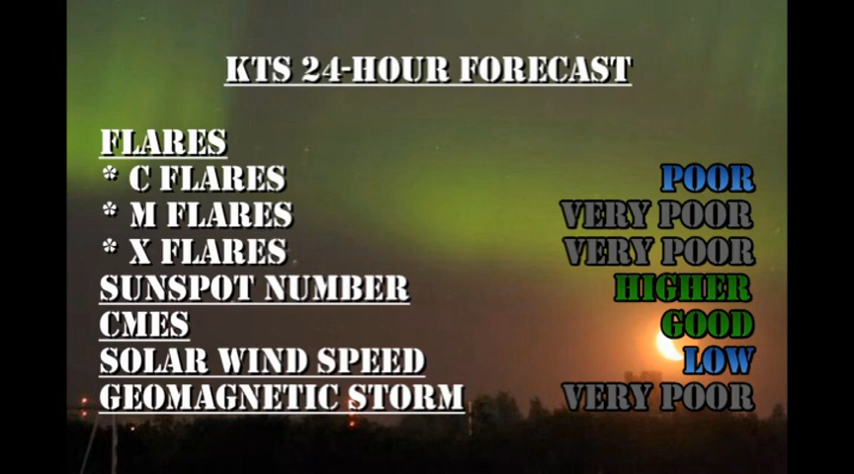 KTS 24-HOUR FORECAST
FLARES
* C FLARES POOR
* M FLARES VERY POOR
* X FLARES VERY POOR
SUNSPOT NUMBER HIGHER
CMES GOOD
SOLAR WIND SPEED LOW
GEOMAGNETIC STORM VERY POOR